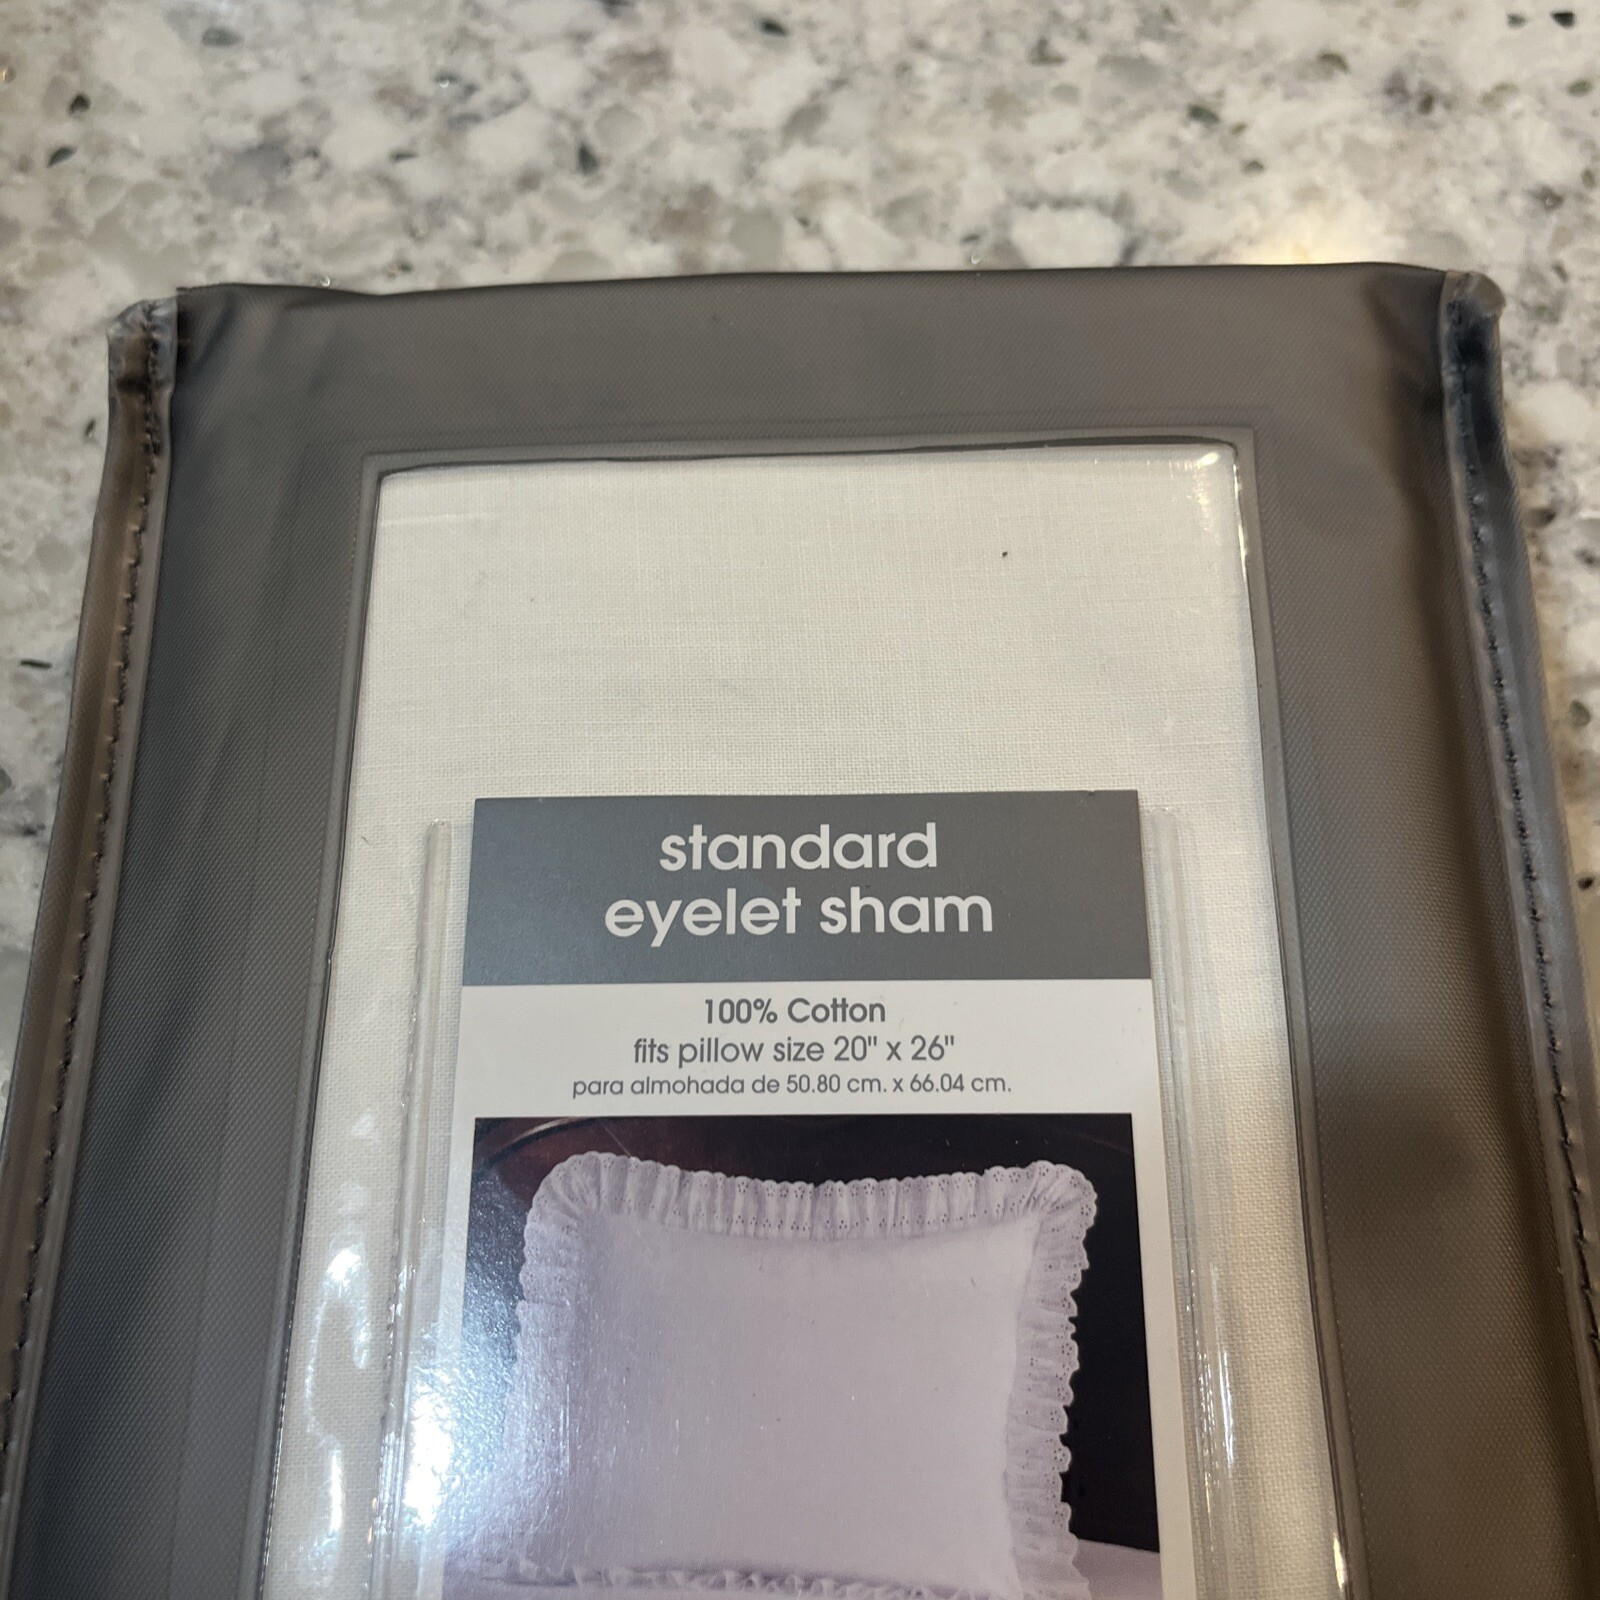 standard
eyelet sham
100% Cotton
fits pillow size 20" x 26"
para almohada de 50.80 cm. x 66.04 cm.